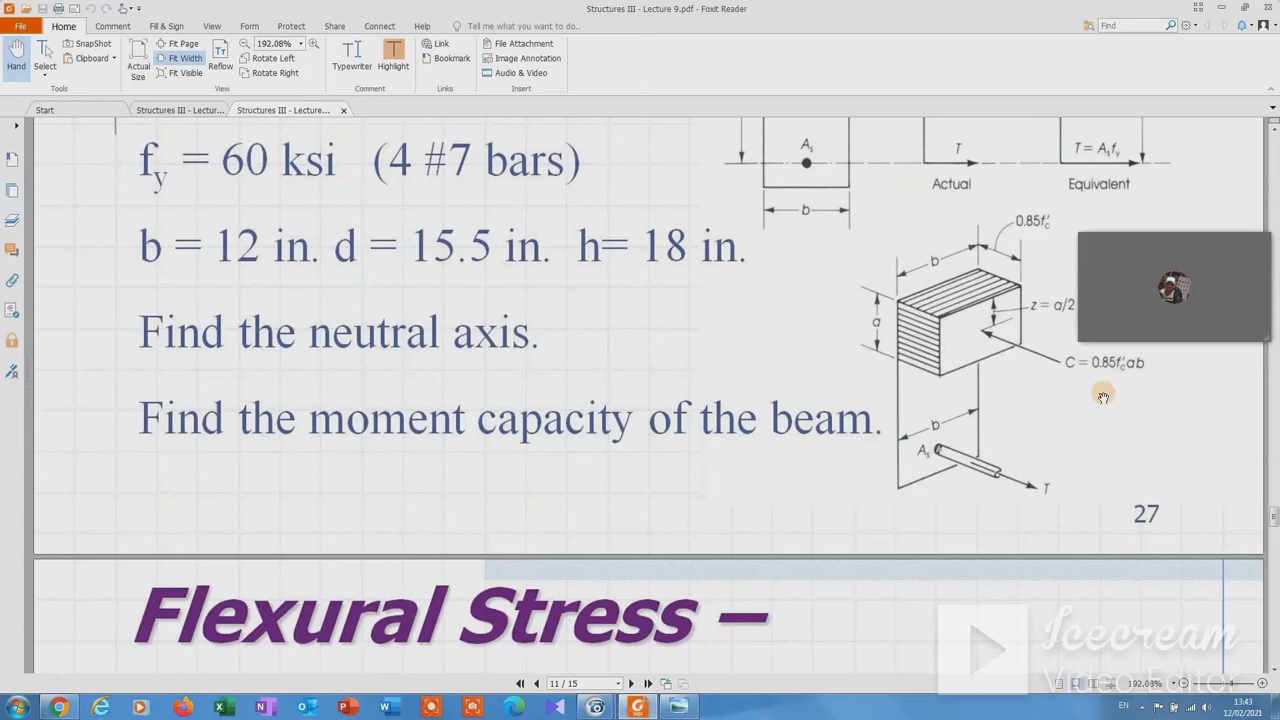 Structures III - Lecture 9.pdf - Foxit Reader
File Home Comment Fill & Sign View Form Protect Share Connect Help Tell me what you want to do... Find
SnapShot
Clipboard
Hand Select
Tools
Actual Size
Fit Page
Fit Width
Fit Visible
Reflow
192.08%
Rotate Left
Rotate Right
View
Typewriter Highlight
Comment
Link
Bookmark
Links
File Attachment
Image Annotation
Audio & Video
Insert
Start Structures III - Lectur... Structures III - Lecture...
fy = 60 ksi (4 #7 bars)
b = 12 in. d = 15.5 in. h= 18 in.
Find the neutral axis.
Find the moment capacity of the beam.
As
T
T = Asfy
Actual
Equivalent
b
0.85f′c
b
a
z = a/2
C = 0.85f′c ab
b
As
T
27
Flexural Stress –
Icecream
Video Editor
11 / 15
192.08%
EN
13:43
12/02/2021